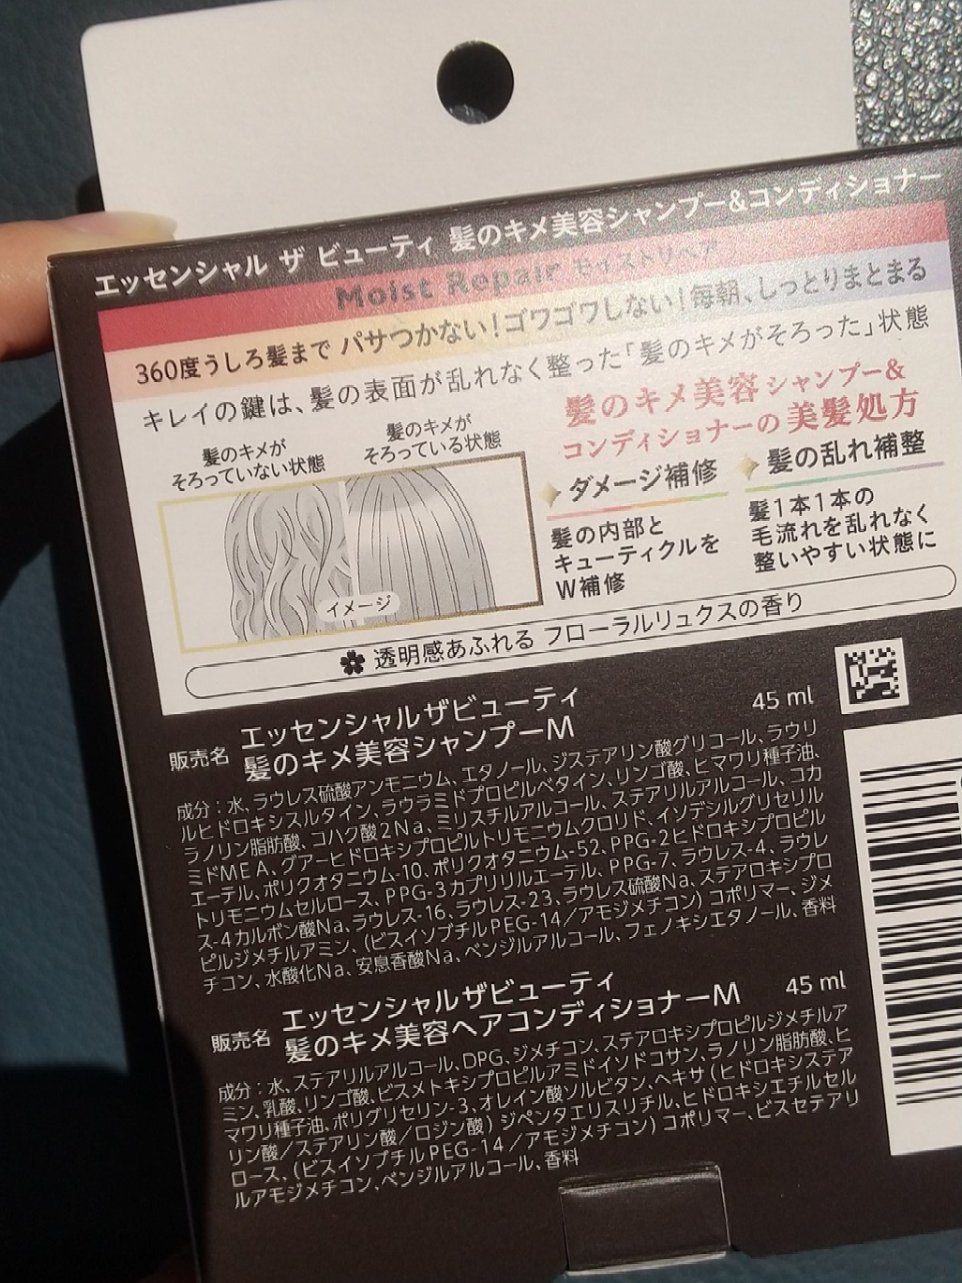 エッセンシャル ザ ビューティ 髪のキメ美容シャンプー&コンディショナー
Moist Repair モイストリペア
360度うしろ髪まで パサつかない！ゴワゴワしない！毎朝、しっとりまとまる
キレイの鍵は、髪の表面が乱れなく整った「髪のキメがそろった」状態
髪のキメが
そろっていない状態
髪のキメが
そろっている状態
イメージ
髪のキメ美容シャンプー&
コンディショナーの美髪処方
ダメージ補修
髪の内部と
キューティクルを
W補修
髪の乱れ補整
髪1本1本の
毛流れを乱れなく
整いやすい状態に
透明感あふれる フローラルリュクスの香り
販売名
エッセンシャルザビューティ
髪のキメ美容シャンプーM
45 ml
成分：水、ラウレス硫酸アンモニウム、エタノール、ジステアリン酸グリコール、ラウリ
ルヒドロキシスルタイン、ラウラミドプロピルベタイン、リンゴ酸、ヒマワリ種子油、
ラノリン脂肪酸、コハク酸2Na、ミリスチルアルコール、ステアリルアルコール、コカ
ミドMEA、グアーヒドロキシプロピルトリモニウムクロリド、イソデシルグリセリル
エーテル、ポリクオタニウム-10、ポリクオタニウム-52、PPG-2ヒドロキシプロピル
トリモニウムセルロース、PPG-3カプリリルエーテル、PPG-7、ラウレス-4、ラウレ
ス-4カルボン酸Na、ラウレス-16、ラウレス-23、ラウレス硫酸Na、ステアロキシプロ
ピルジメチルアミン、（ビスイソブチルPEG-14／アモジメチコン）コポリマー、ジメ
チコン、水酸化Na、安息香酸Na、ベンジルアルコール、フェノキシエタノール、香料
販売名
エッセンシャルザビューティ
髪のキメ美容ヘアコンディショナーM
45 ml
成分：水、ステアリルアルコール、DPG、ジメチコン、ステアロキシプロピルジメチルア
ミン、乳酸、リンゴ酸、ビスメトキシプロピルアミドイソドコサン、ラノリン脂肪酸、ヒ
マワリ種子油、ポリグリセリン-3、オレイン酸ソルビタン、ヘキサ（ヒドロキシステア
リン酸／ステアリン酸／ロジン酸）ジペンタエリスリチル、ヒドロキシエチルセル
ロース、（ビスイソブチルPEG-14／アモジメチコン）コポリマー、ビスセテアリ
ルアモジメチコン、ベンジルアルコール、香料